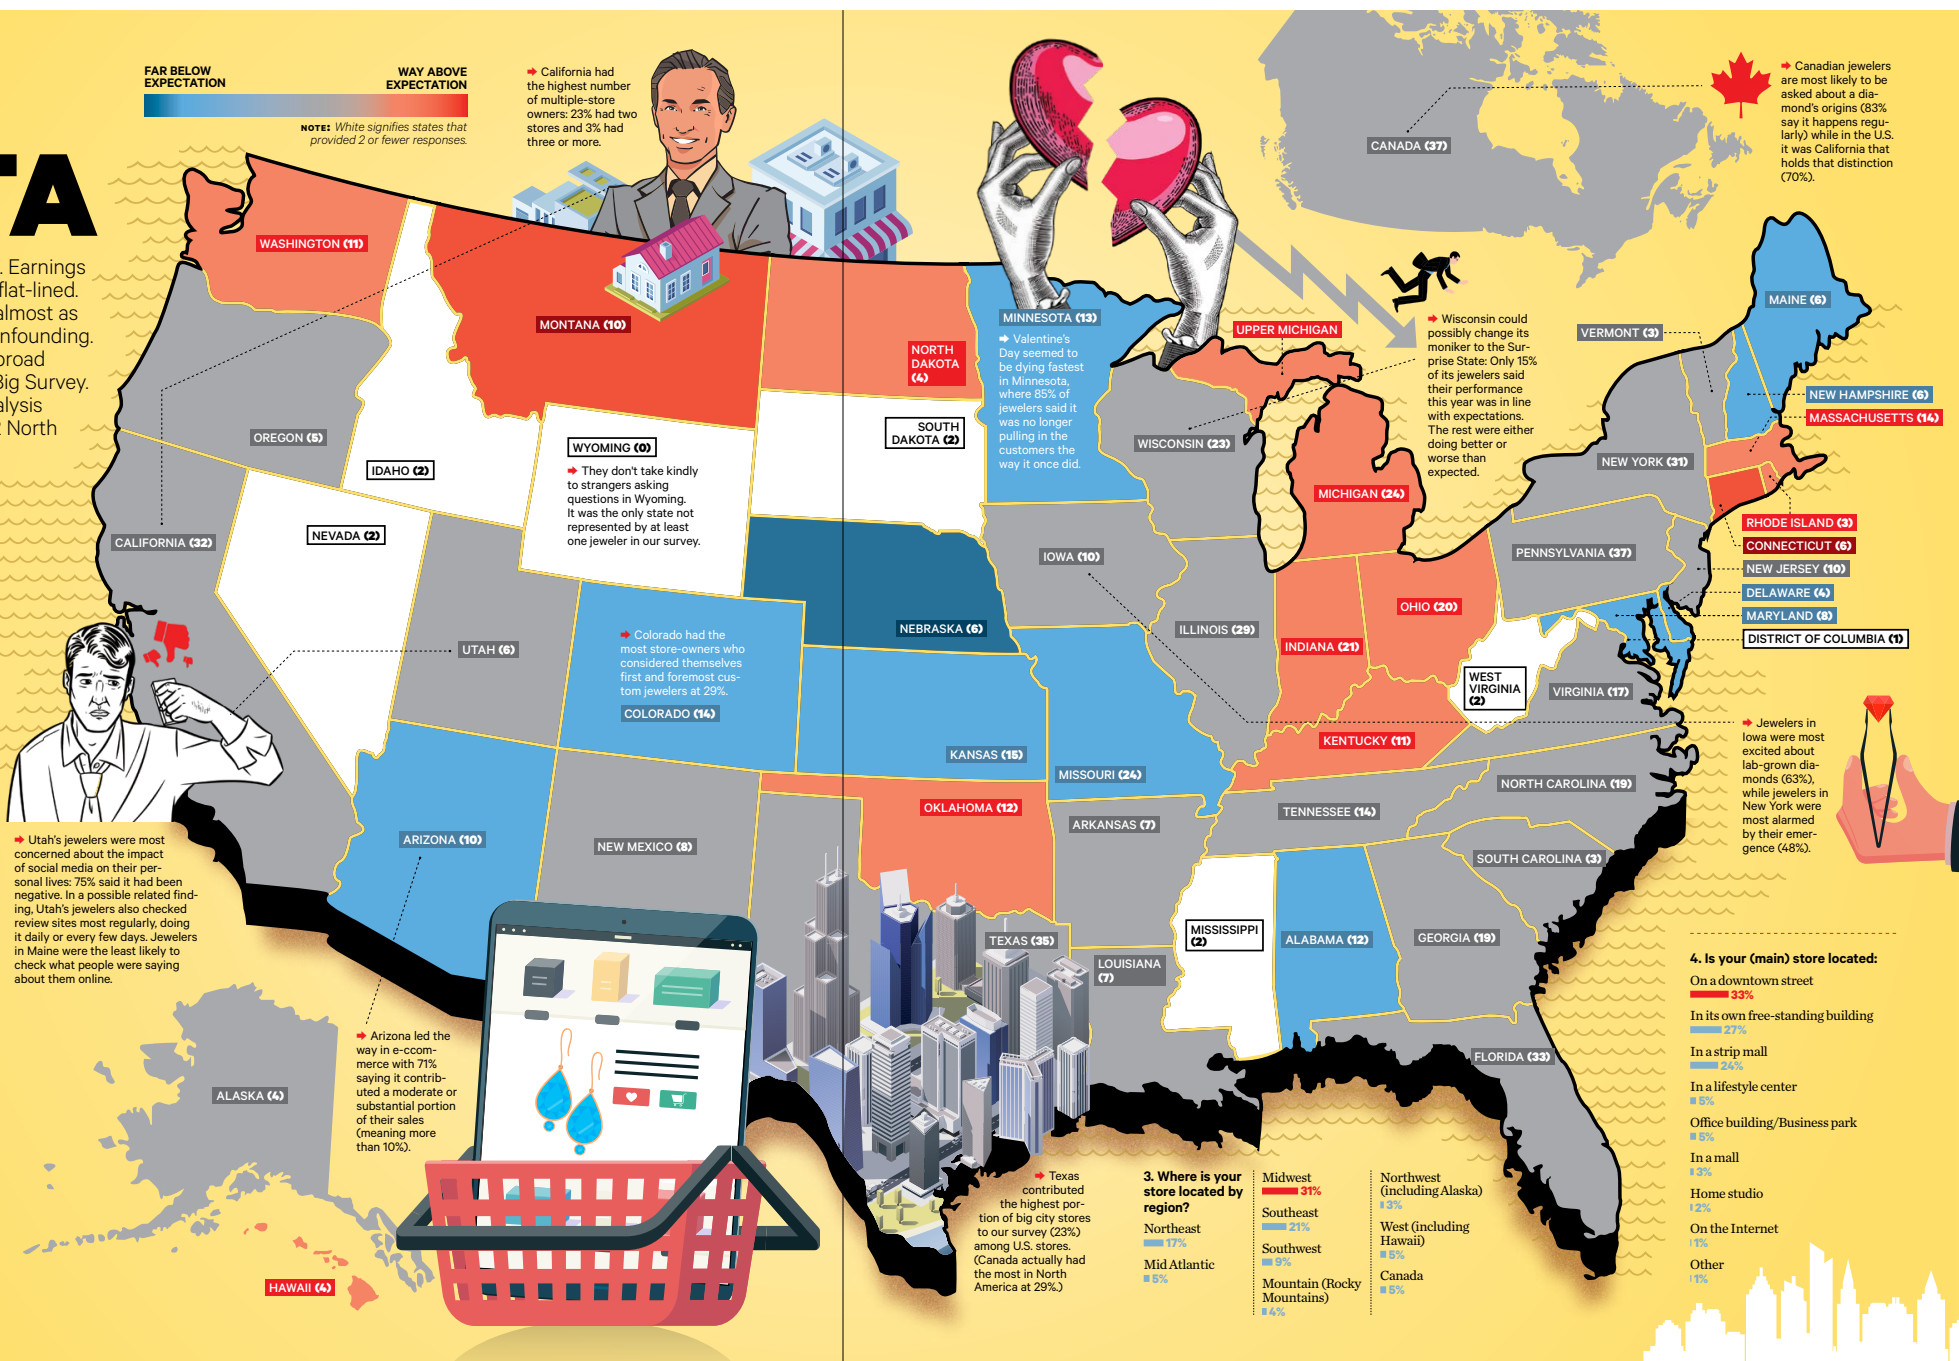 FAR BELOW
EXPECTATION
WAY ABOVE
EXPECTATION
NOTE: White signifies states that
provided 2 or fewer responses.
TA
. Earnings
flat-lined.
almost as
nfounding.
broad
Big Survey.
alysis
North
➡ California had
the highest number
of multiple-store
owners: 23% had two
stores and 3% had
three or more.
➡ Canadian jewelers
are most likely to be
asked about a dia-
mond's origins (83%
say it happens regu-
larly) while in the U.S.
it was California that
holds that distinction
(70%).
CANADA (37)
WASHINGTON (11)
MONTANA (10)
NORTH
DAKOTA
(4)
MINNESOTA (13)
➡ Valentine's
Day seemed to
be dying fastest
in Minnesota,
where 85% of
jewelers said it
was no longer
pulling in the
customers the
way it once did.
UPPER MICHIGAN
➡ Wisconsin could
possibly change its
moniker to the Sur-
prise State: Only 15%
of its jewelers said
their performance
this year was in line
with expectations.
The rest were either
doing better or
worse than
expected.
VERMONT (3)
MAINE (6)
NEW HAMPSHIRE (6)
MASSACHUSETTS (14)
OREGON (5)
IDAHO (2)
WYOMING (0)
➡ They don't take kindly
to strangers asking
questions in Wyoming.
It was the only state not
represented by at least
one jeweler in our survey.
SOUTH
DAKOTA (2)
WISCONSIN (23)
MICHIGAN (24)
NEW YORK (31)
RHODE ISLAND (3)
CONNECTICUT (6)
NEW JERSEY (10)
DELAWARE (4)
MARYLAND (8)
DISTRICT OF COLUMBIA (1)
CALIFORNIA (32)
NEVADA (2)
UTAH (6)
➡ Colorado had the
most store-owners who
considered themselves
first and foremost cus-
tom jewelers at 29%.
COLORADO (14)
NEBRASKA (6)
IOWA (10)
ILLINOIS (29)
INDIANA (21)
OHIO (20)
PENNSYLVANIA (37)
WEST
VIRGINIA
(2)
VIRGINIA (17)
KANSAS (15)
MISSOURI (24)
KENTUCKY (11)
➡ Jewelers in
Iowa were most
excited about
lab-grown dia-
monds (63%),
while jewelers in
New York were
most alarmed
by their emer-
gence (48%).
➡ Utah's jewelers were most
concerned about the impact
of social media on their per-
sonal lives: 75% said it had been
negative. In a possible related find-
ing, Utah's jewelers also checked
review sites most regularly, doing
it daily or every few days. Jewelers
in Maine were the least likely to
check what people were saying
about them online.
ARIZONA (10)
NEW MEXICO (8)
OKLAHOMA (12)
ARKANSAS (7)
TENNESSEE (14)
NORTH CAROLINA (19)
SOUTH CAROLINA (3)
TEXAS (35)
LOUISIANA
(7)
MISSISSIPPI
(2)
ALABAMA (12)
GEORGIA (19)
FLORIDA (33)
ALASKA (4)
HAWAII (4)
➡ Arizona led the
way in e-ccom-
merce with 71%
saying it contrib-
uted a moderate or
substantial portion
of their sales
(meaning more
than 10%).
➡ Texas
contributed
the highest por-
tion of big city stores
to our survey (23%)
among U.S. stores.
(Canada actually had
the most in North
America at 29%.)
3. Where is your
store located by
region?
Northeast
17%
Mid Atlantic
5%
Midwest
31%
Southeast
21%
Southwest
9%
Mountain (Rocky
Mountains)
4%
Northwest
(including Alaska)
3%
West (including
Hawaii)
5%
Canada
5%
4. Is your (main) store located:
On a downtown street
33%
In its own free-standing building
27%
In a strip mall
24%
In a lifestyle center
5%
Office building/Business park
5%
In a mall
3%
Home studio
2%
On the Internet
1%
Other
1%